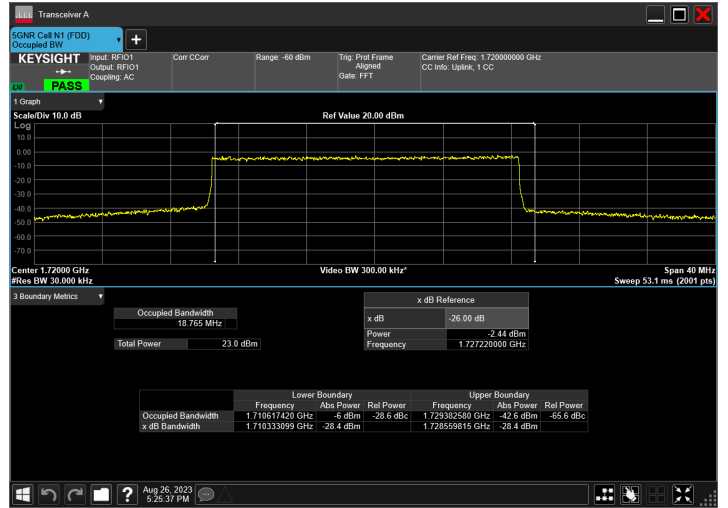 Transceiver A
5GNR Cell N1 (FDD)
Occupied BW
KEYSIGHT Input: RFIO1 Corr CCorr Range: -60 dBm Trig: Prot Frame Carrier Ref Freq: 1.720000000 GHz
Output: RFIO1 Aligned CC Info: Uplink, 1 CC
Coupling: AC Gate: FFT
LXI PASS
1 Graph
Scale/Div 10.0 dB Ref Value 20.00 dBm
Log
10.0
0.00
-10.0
-20.0
-30.0
-40.0
-50.0
-60.0
-70.0
Center 1.72000 GHz Video BW 300.00 kHz* Span 40 MHz
#Res BW 30.000 kHz Sweep 53.1 ms (2001 pts)
3 Boundary Metrics
Occupied Bandwidth
18.765 MHz
Total Power 23.0 dBm
x dB Reference
x dB -26.00 dB
Power -2.44 dBm
Frequency 1.727220000 GHz
Lower Boundary Upper Boundary
Frequency Abs Power Rel Power Frequency Abs Power Rel Power
Occupied Bandwidth 1.710617420 GHz -6 dBm -28.6 dBc 1.729382580 GHz -42.6 dBm -65.6 dBc
x dB Bandwidth 1.710333099 GHz -28.4 dBm 1.728559815 GHz -28.4 dBm
Aug 26, 2023
5:25:37 PM